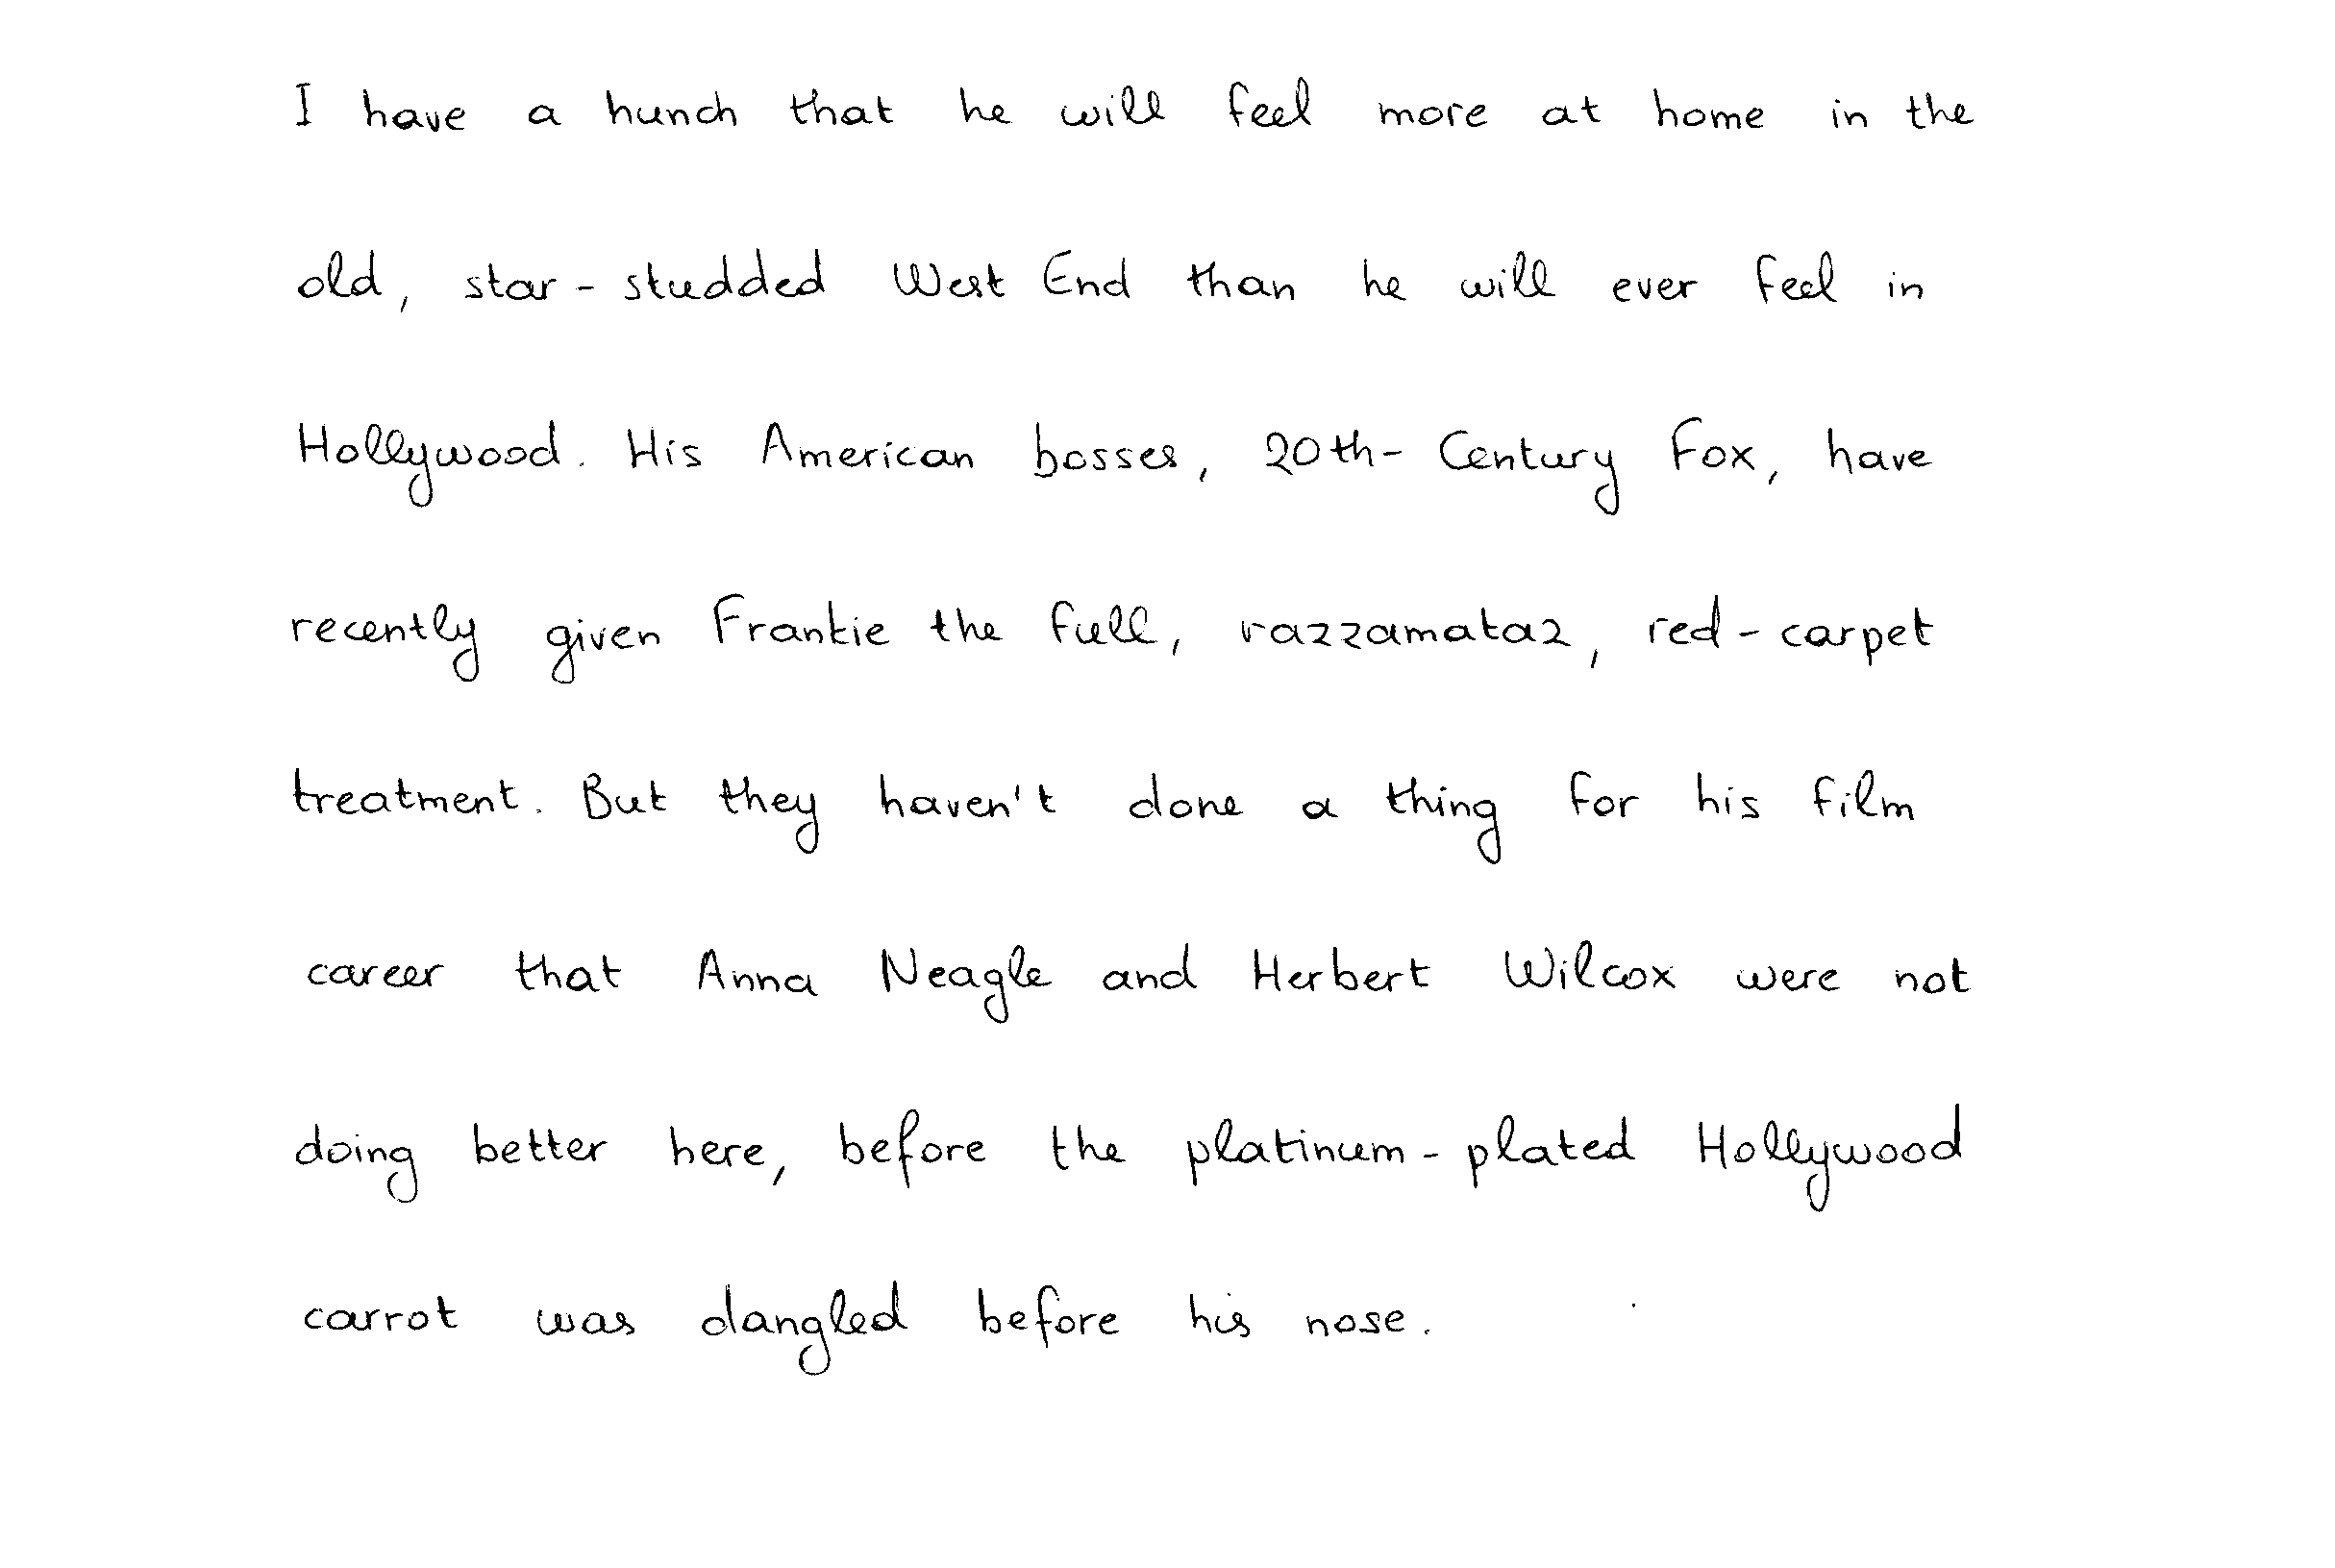 I have a hunch that he will feel more at home in the
old, star-studded West End than he will ever feel in
Hollywood. His American bosses, 20th-Century Fox, have
recently given Frankie the full, razzamataz, red-carpet
treatment. But they haven't done a thing for his film
career that Anna Neagle and Herbert Wilcox were not
doing better here, before the platinum-plated Hollywood
carrot was dangled before his nose.